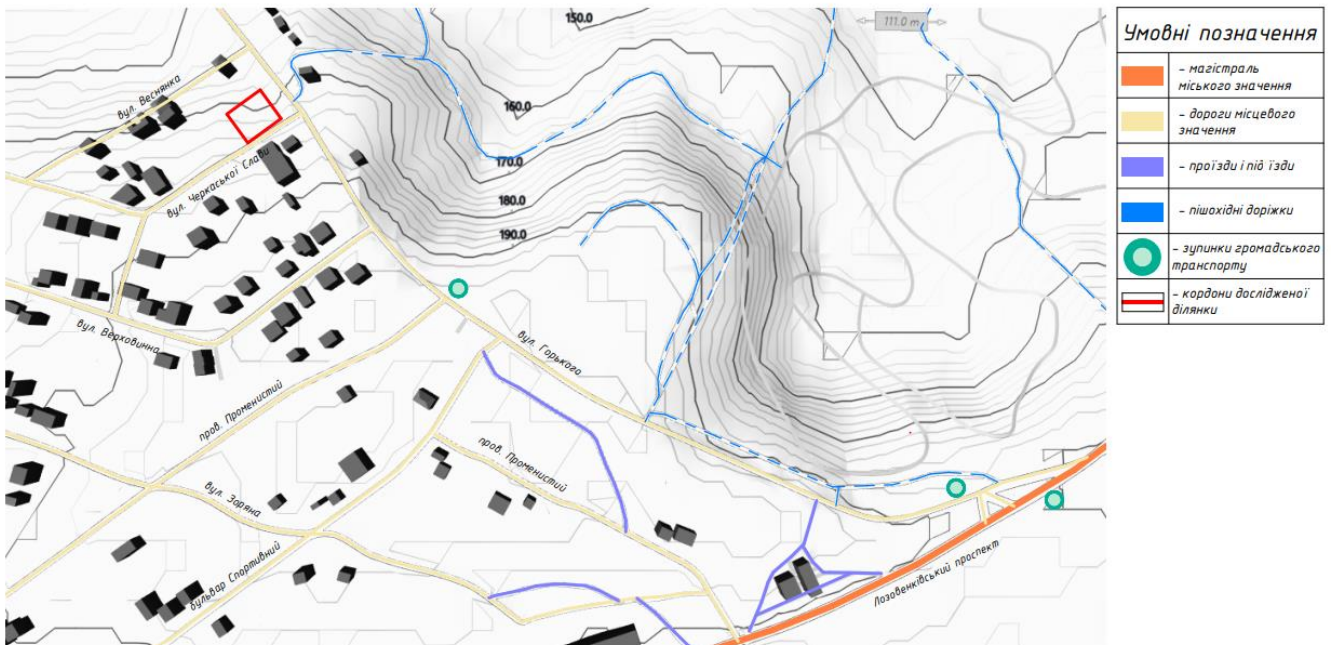 150.0
111.0 m
вул. Веснянка
160.0
вул. Черкаської Слави
170.0
180.0
190.0
вул. Верховинна
вул. Горького
пров. Променистий
пров. Променистий
вул. Зоряна
бульвар Спортивний
Лозовенківський проспект
Умовні позначення
- магістраль
міського значення
- дороги місцевого
значення
- проїзди і під їзди
- пішохідні доріжки
- зупинки громадського
транспорту
- кордони дослідженої
ділянки